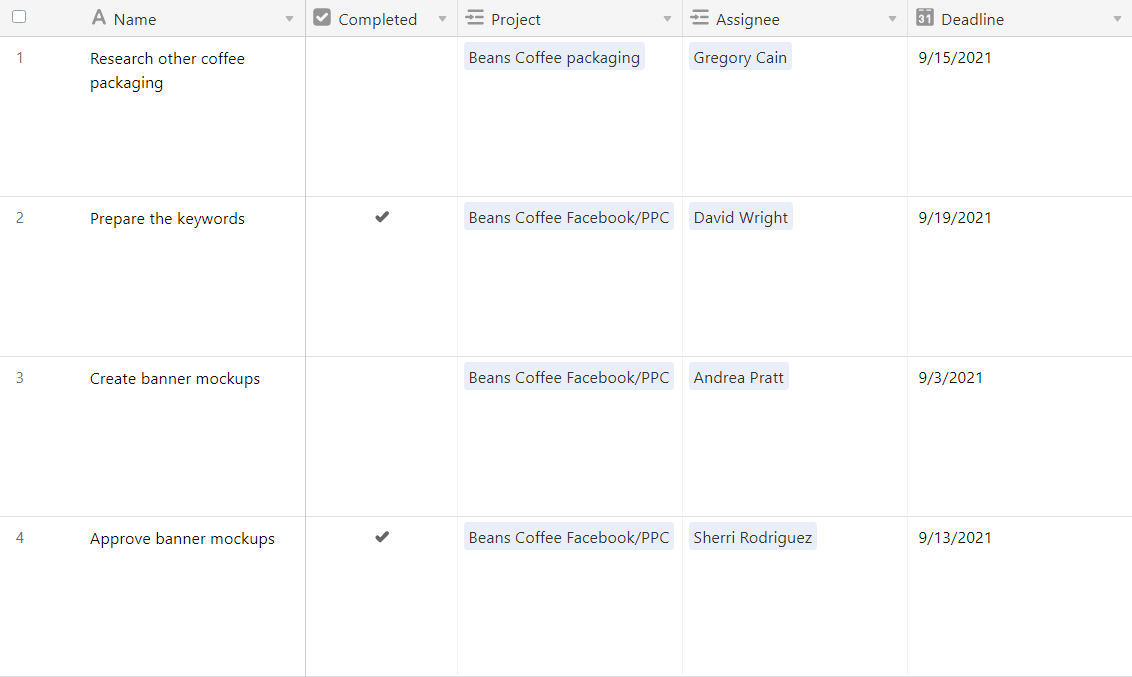 Name Completed Project Assignee 31 Deadline
1 Research other coffee Beans Coffee packaging Gregory Cain 9/15/2021
packaging
2 Prepare the keywords Beans Coffee Facebook/PPC David Wright 9/19/2021
3 Create banner mockups Beans Coffee Facebook/PPC Andrea Pratt 9/3/2021
4 Approve banner mockups Beans Coffee Facebook/PPC Sherri Rodriguez 9/13/2021